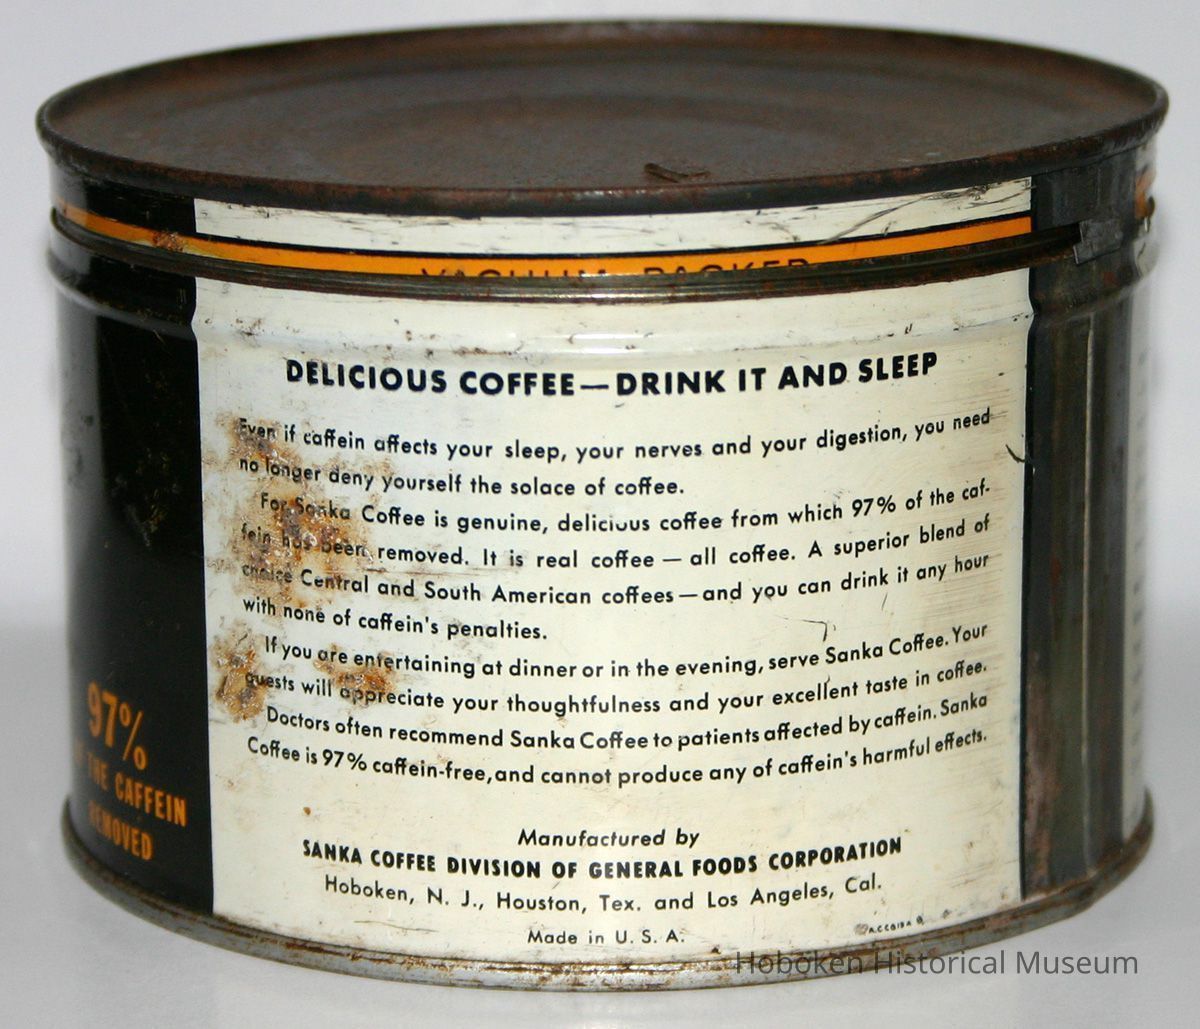 VACUUM PACKED
DELICIOUS COFFEE—DRINK IT AND SLEEP
Even if caffein affects your sleep, your nerves and your digestion, you need
no longer deny yourself the solace of coffee.
For Sanka Coffee is genuine, delicious coffee from which 97% of the caf-
fein has been removed. It is real coffee — all coffee. A superior blend of
choice Central and South American coffees—and you can drink it any hour
with none of caffein's penalties.
If you are entertaining at dinner or in the evening, serve Sanka Coffee. Your
guests will appreciate your thoughtfulness and your excellent taste in coffee.
Doctors often recommend Sanka Coffee to patients affected by caffein. Sanka
Coffee is 97% caffein-free, and cannot produce any of caffein's harmful effects.
Manufactured by
SANKA COFFEE DIVISION OF GENERAL FOODS CORPORATION
Hoboken, N. J., Houston, Tex. and Los Angeles, Cal.
Made in U. S. A.
97%
THE CAFFEIN
REMOVED
Hoboken Historical Museum